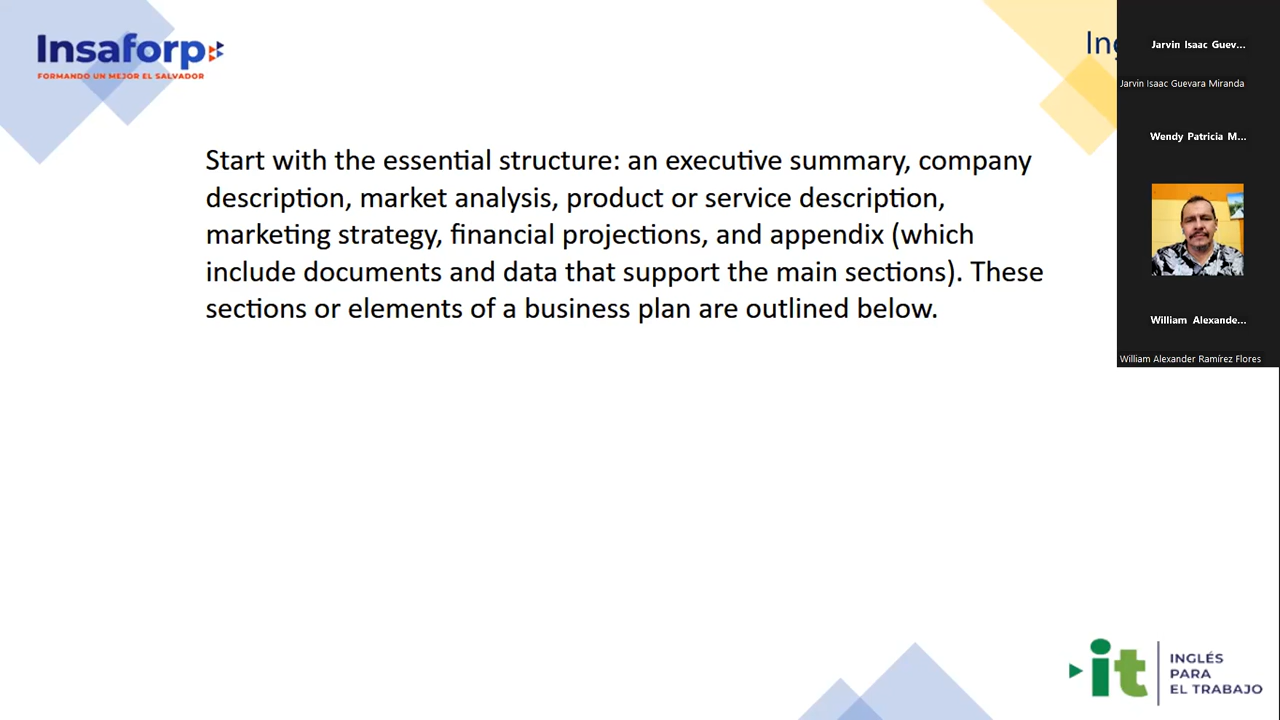 Insaforp
FORMANDO UN MEJOR EL SALVADOR
Start with the essential structure: an executive summary, company
description, market analysis, product or service description,
marketing strategy, financial projections, and appendix (which
include documents and data that support the main sections). These
sections or elements of a business plan are outlined below.
Jarvin Isaac Guev...
Jarvin Isaac Guevara Miranda
Wendy Patricia M...
William Alexande...
William Alexander Ramírez Flores
it
INGLÉS
PARA
EL TRABAJO